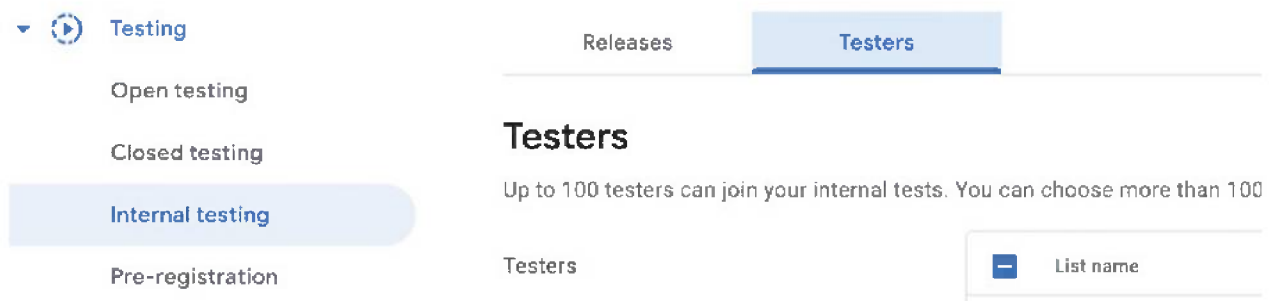 Testing
Open testing
Closed testing
Internal testing
Pre-registration
Releases Testers
Testers
Up to 100 testers can join your internal tests. You can choose more than 100
Testers List name